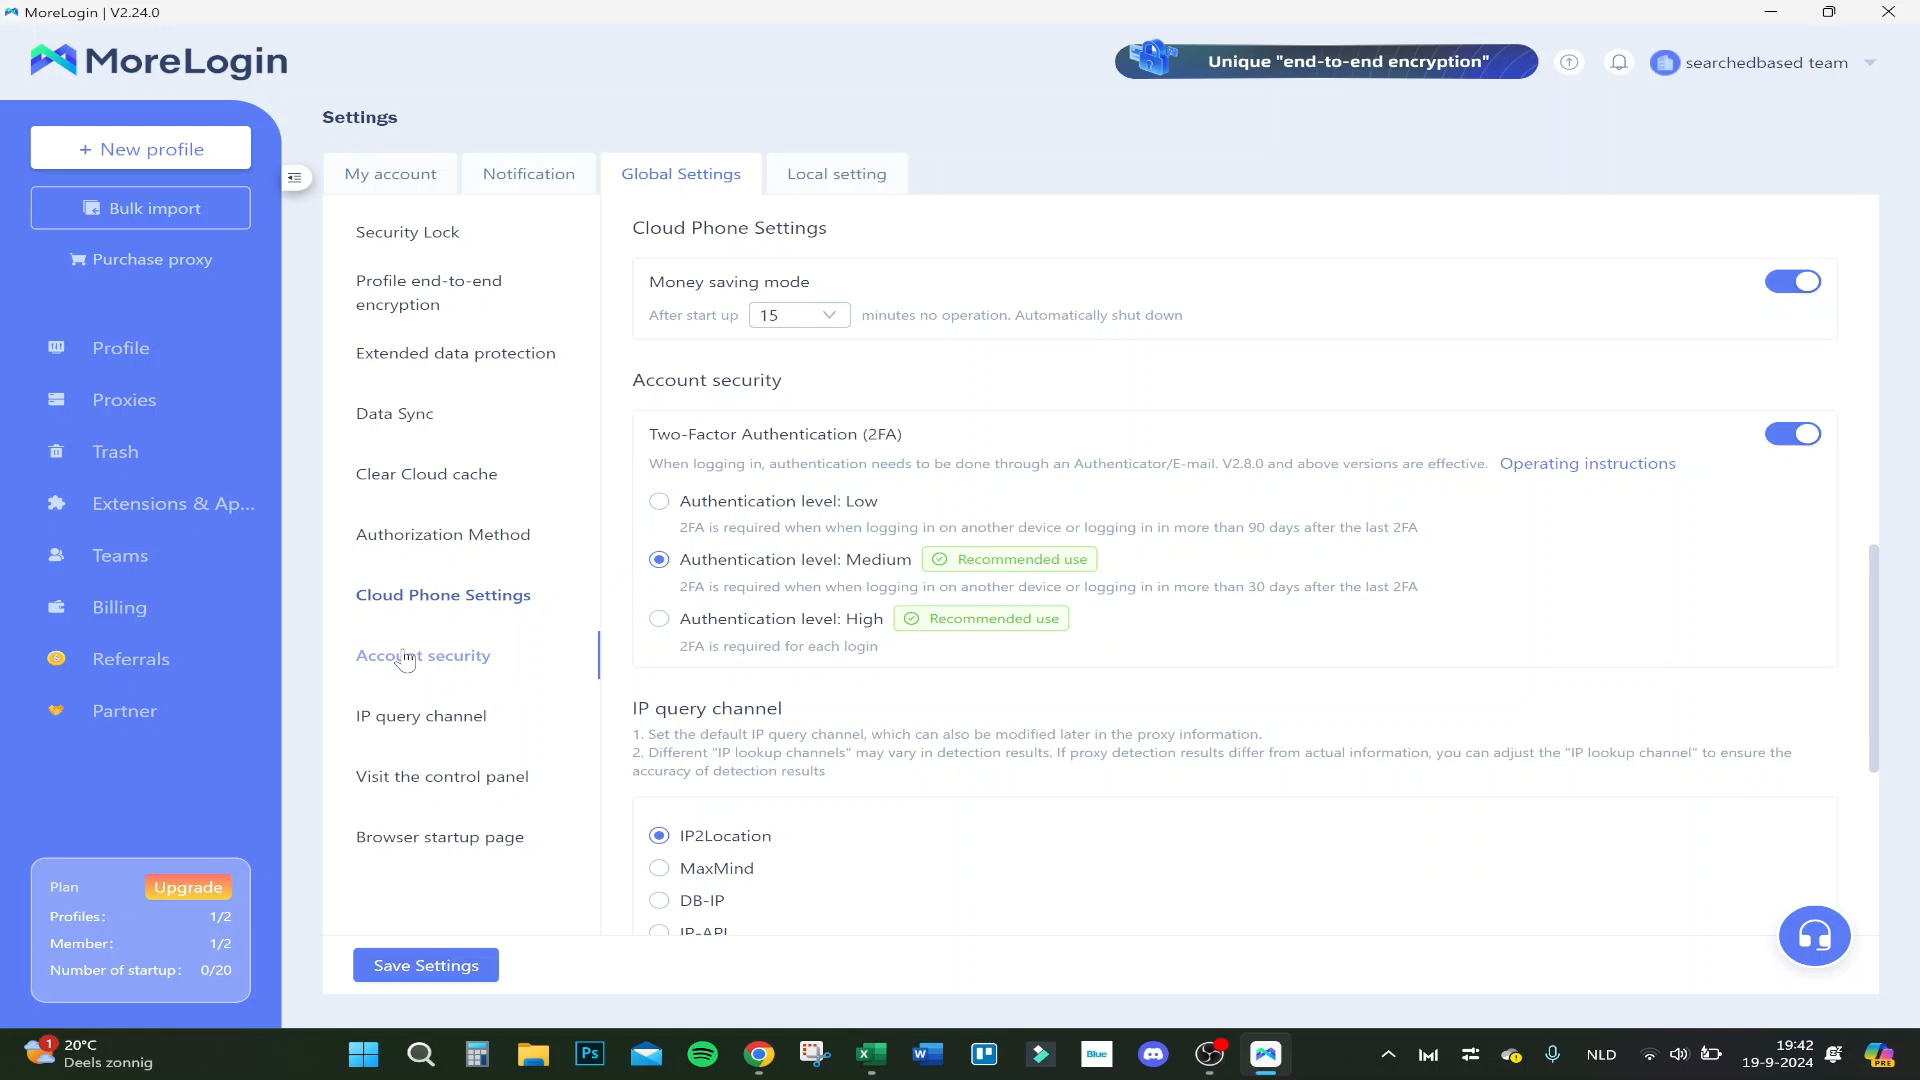 MoreLogin | V2.24.0
MoreLogin
Unique "end-to-end encryption"
searchedbased team
+ New profile
Bulk import
Purchase proxy
Profile
Proxies
Trash
Extensions & Ap...
Teams
Billing
Referrals
Partner
Plan
Upgrade
Profiles: 1/2
Member: 1/2
Number of startup: 0/20
Settings
My account
Notification
Global Settings
Local setting
Security Lock
Profile end-to-end
encryption
Extended data protection
Data Sync
Clear Cloud cache
Authorization Method
Cloud Phone Settings
Account security
IP query channel
Visit the control panel
Browser startup page
Cloud Phone Settings
Money saving mode
After start up 15 minutes no operation. Automatically shut down
Account security
Two-Factor Authentication (2FA)
When logging in, authentication needs to be done through an Authenticator/E-mail. V2.8.0 and above versions are effective. Operating instructions
Authentication level: Low
2FA is required when when logging in on another device or logging in in more than 90 days after the last 2FA
Authentication level: Medium Recommended use
2FA is required when when logging in on another device or logging in in more than 30 days after the last 2FA
Authentication level: High Recommended use
2FA is required for each login
IP query channel
1. Set the default IP query channel, which can also be modified later in the proxy information.
2. Different "IP lookup channels" may vary in detection results. If proxy detection results differ from actual information, you can adjust the "IP lookup channel" to ensure the
accuracy of detection results
IP2Location
MaxMind
DB-IP
IP-API
Save Settings
1
20°C
Deels zonnig
Ps
Blue
NLD
19:42
19-9-2024
PRE